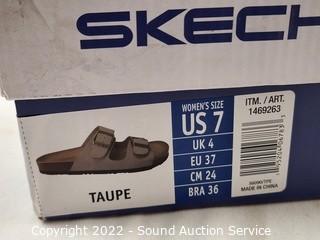 SKECH
WOMEN'S SIZE
US 7
UK 4
EU 37
CM 24
BRA 36
TAUPE
ITM. / ART.
1469263
MADE IN CHINA
Copyright 2022 - Sound Auction Service